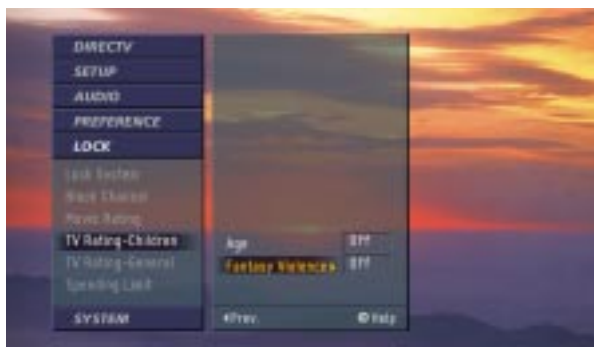 DIRECTV
SETUP
AUDIO
PREFERENCE
LOCK
Lock System
Block Channel
Movie Rating
TV Rating-Children
TV Rating-General
Spending Limit
SYSTEM
Age Off
Fantasy Violence Off
Prev. Help